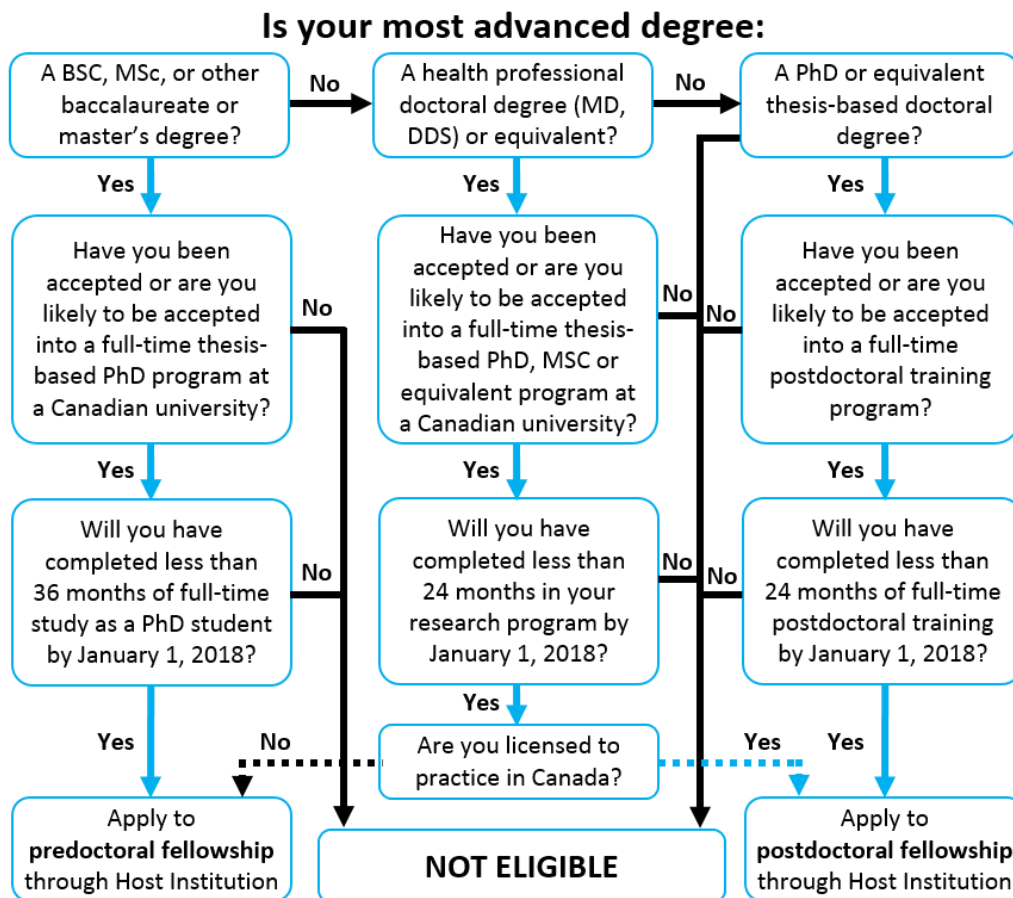 Is your most advanced degree:
A BSC, MSc, or other
baccalaureate or
master's degree?
No
A health professional
doctoral degree (MD,
DDS) or equivalent?
No
A PhD or equivalent
thesis-based doctoral
degree?
Yes
Yes
Yes
Have you been
accepted or are you
likely to be accepted
into a full-time thesis-
based PhD program at
a Canadian university?
No
Have you been
accepted or are you
likely to be accepted
into a full-time thesis-
based PhD, MSC or
equivalent program at
a Canadian university?
No
No
Have you been
accepted or are you
likely to be accepted
into a full-time
postdoctoral training
program?
Yes
Yes
Yes
Will you have
completed less than
36 months of full-time
study as a PhD student
by January 1, 2018?
No
Will you have
completed less than
24 months in your
research program by
January 1, 2018?
No
No
Will you have
completed less than
24 months of full-time
postdoctoral training
by January 1, 2018?
Yes
Yes
Yes
No
Are you licensed to
practice in Canada?
Yes
Apply to
predoctoral fellowship
through Host Institution
NOT ELIGIBLE
Apply to
postdoctoral fellowship
through Host Institution